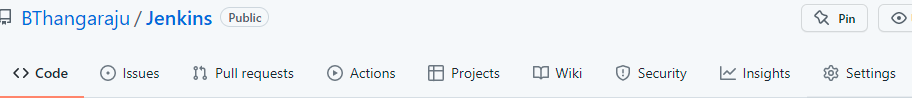 BThangaraju / Jenkins Public Pin
Code Issues Pull requests Actions Projects Wiki Security Insights Settings